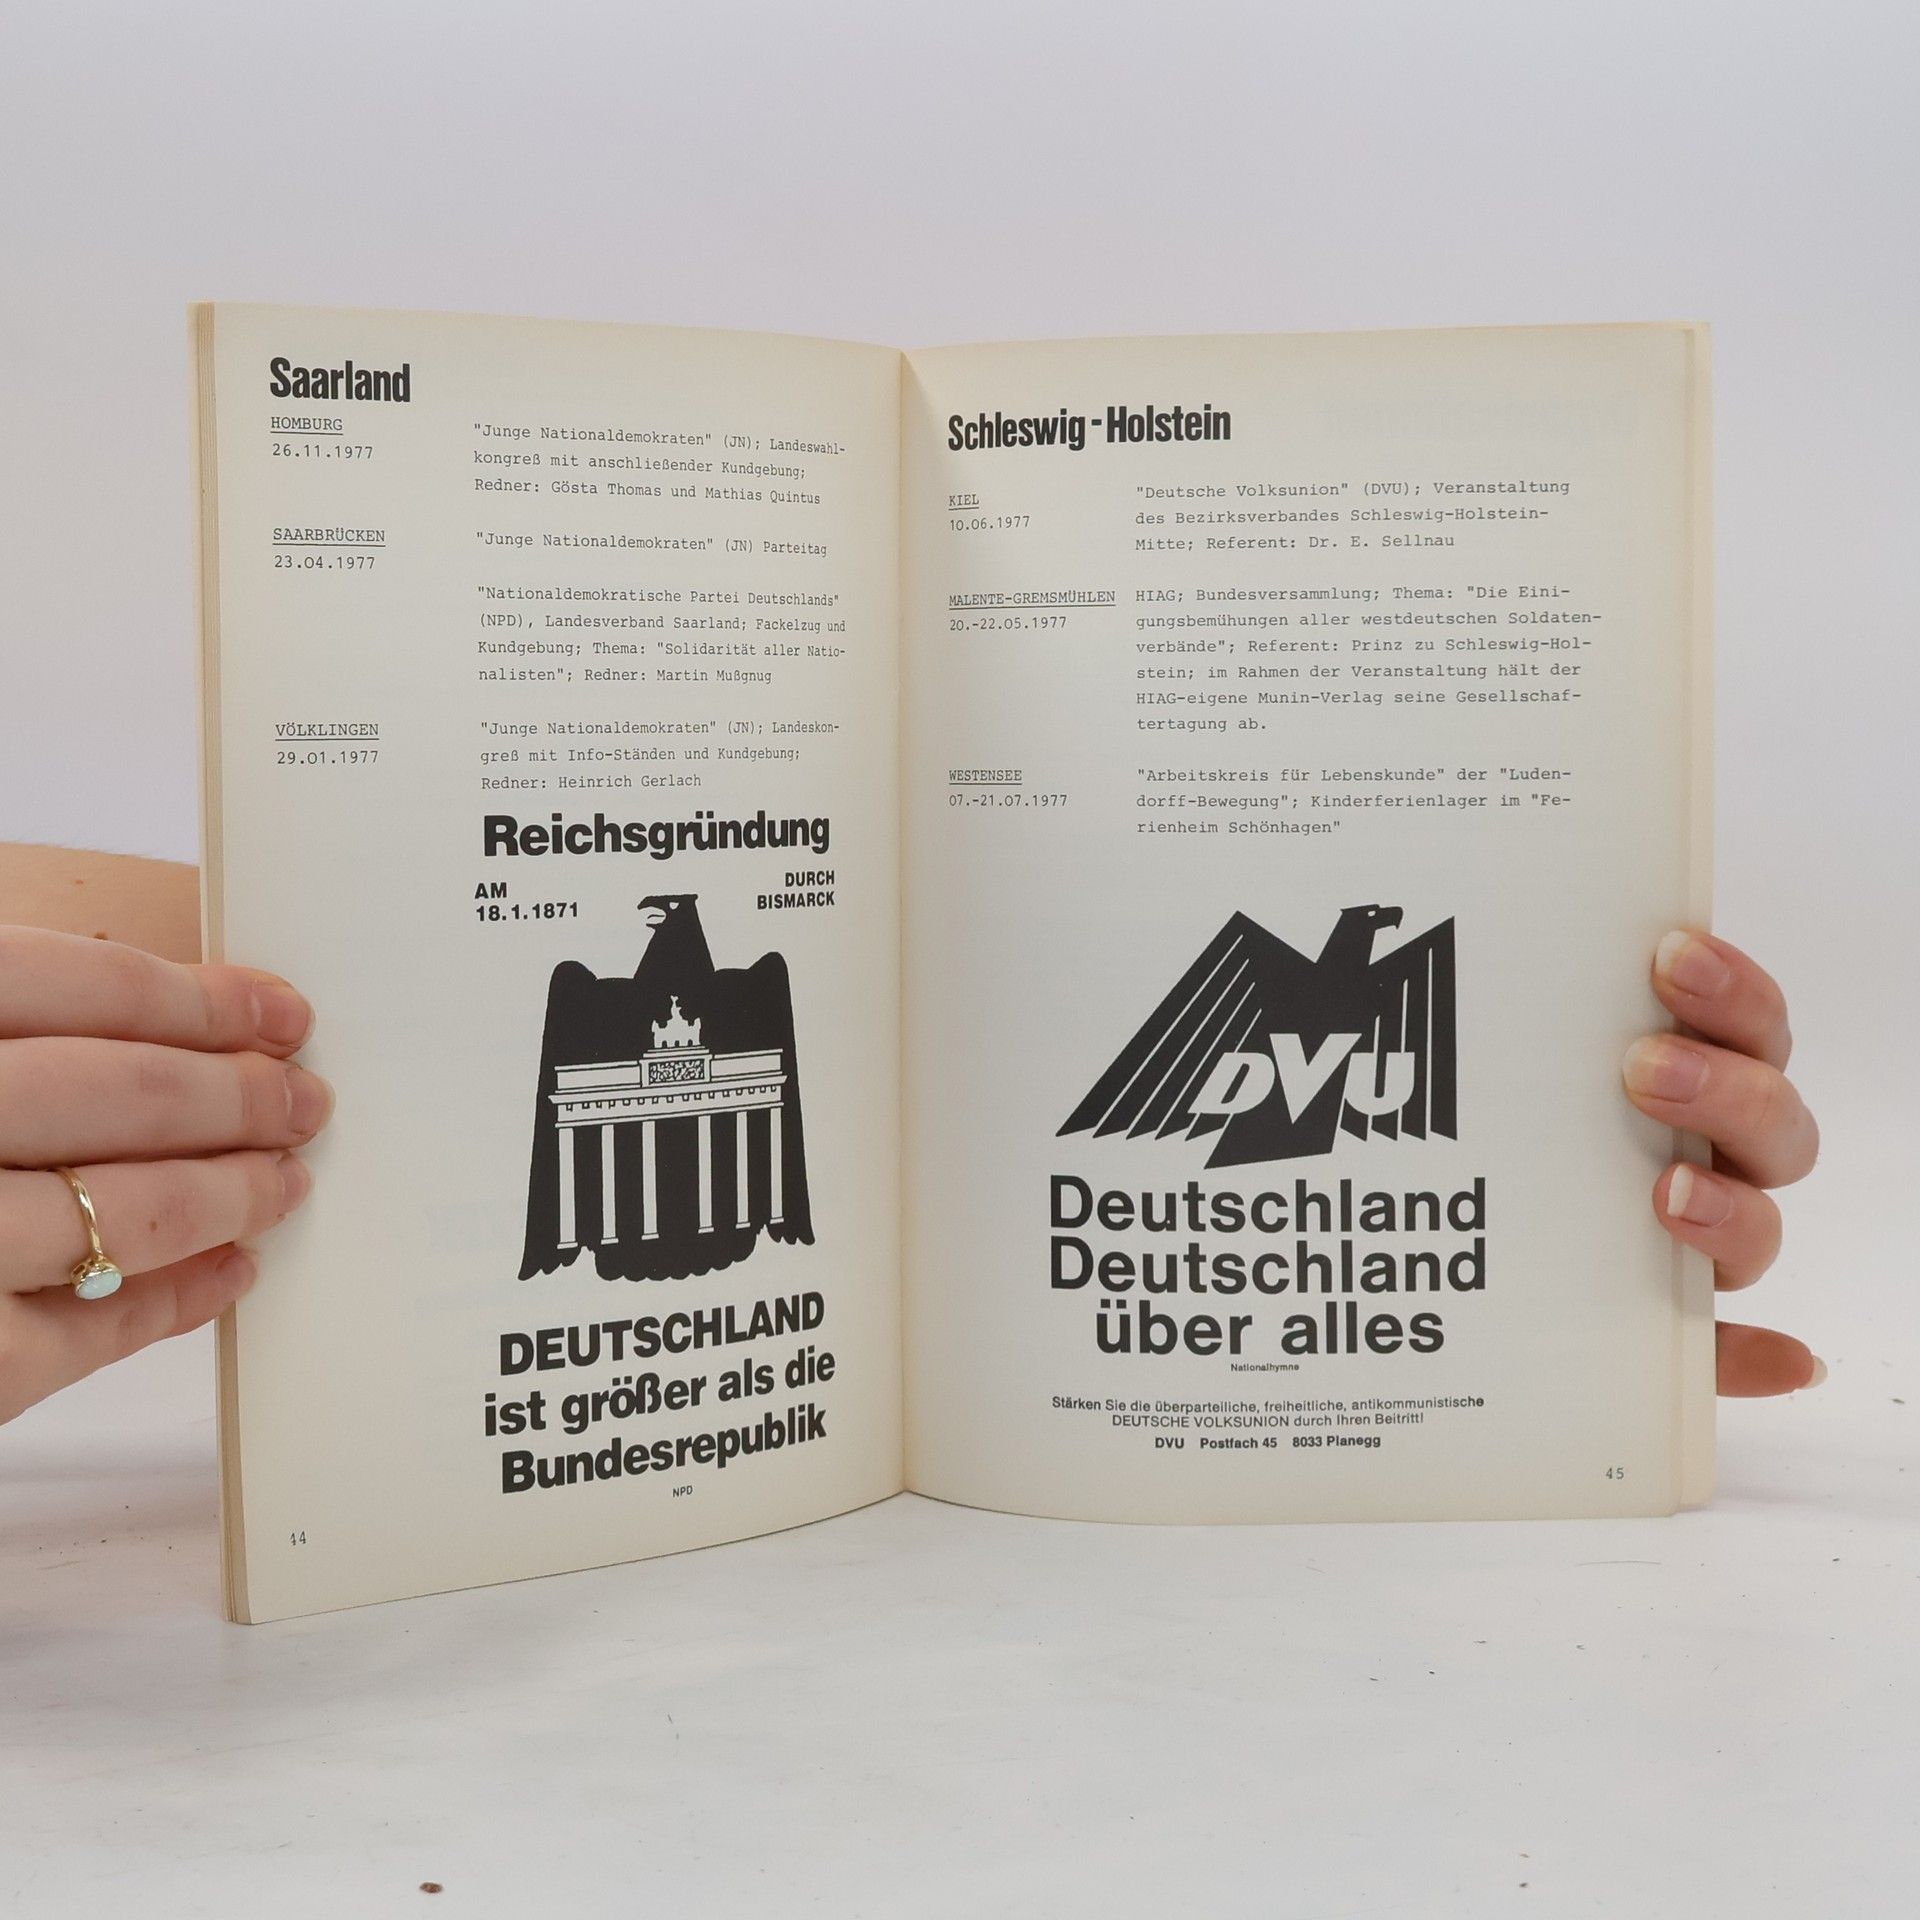 Saarland
HOMBURG
26.11.1977
"Junge Nationaldemokraten" (JN); Landeswahl-
kongreß mit anschließender Kundgebung;
Redner: Gösta Thomas und Mathias Quintus
SAARBRÜCKEN
23.04.1977
"Junge Nationaldemokraten" (JN) Parteitag
"Nationaldemokratische Partei Deutschlands"
(NPD), Landesverband Saarland; Fackelzug und
Kundgebung; Thema: "Solidarität aller Natio-
nalisten"; Redner: Martin Mußgnug
VÖLKLINGEN
29.01.1977
"Junge Nationaldemokraten" (JN); Landeskon-
greß mit Info-Ständen und Kundgebung;
Redner: Heinrich Gerlach
Reichsgründung
AM
18.1.1871
DURCH
BISMARCK
DEUTSCHLAND
ist größer als die
Bundesrepublik
NPD
44
Schleswig-Holstein
KIEL
10.06.1977
"Deutsche Volksunion" (DVU); Veranstaltung
des Bezirksverbandes Schleswig-Holstein-
Mitte; Referent: Dr. E. Sellnau
MALENTE-GREMSMÜHLEN
20.-22.05.1977
HIAG; Bundesversammlung; Thema: "Die Eini-
gungsbemühungen aller westdeutschen Soldaten-
verbände"; Referent: Prinz zu Schleswig-Hol-
stein; im Rahmen der Veranstaltung hält der
HIAG-eigene Munin-Verlag seine Gesellschaf-
tertagung ab.
WESTENSEE
07.-21.07.1977
"Arbeitskreis für Lebenskunde" der "Luden-
dorff-Bewegung"; Kinderferienlager im "Fe-
rienheim Schönhagen"
DVU
Deutschland
Deutschland
über alles
Nationalhymne
Stärken Sie die überparteiliche, freiheitliche, antikommunistische
DEUTSCHE VOLKSUNION durch Ihren Beitritt!
DVU Postfach 45 8033 Planegg
45